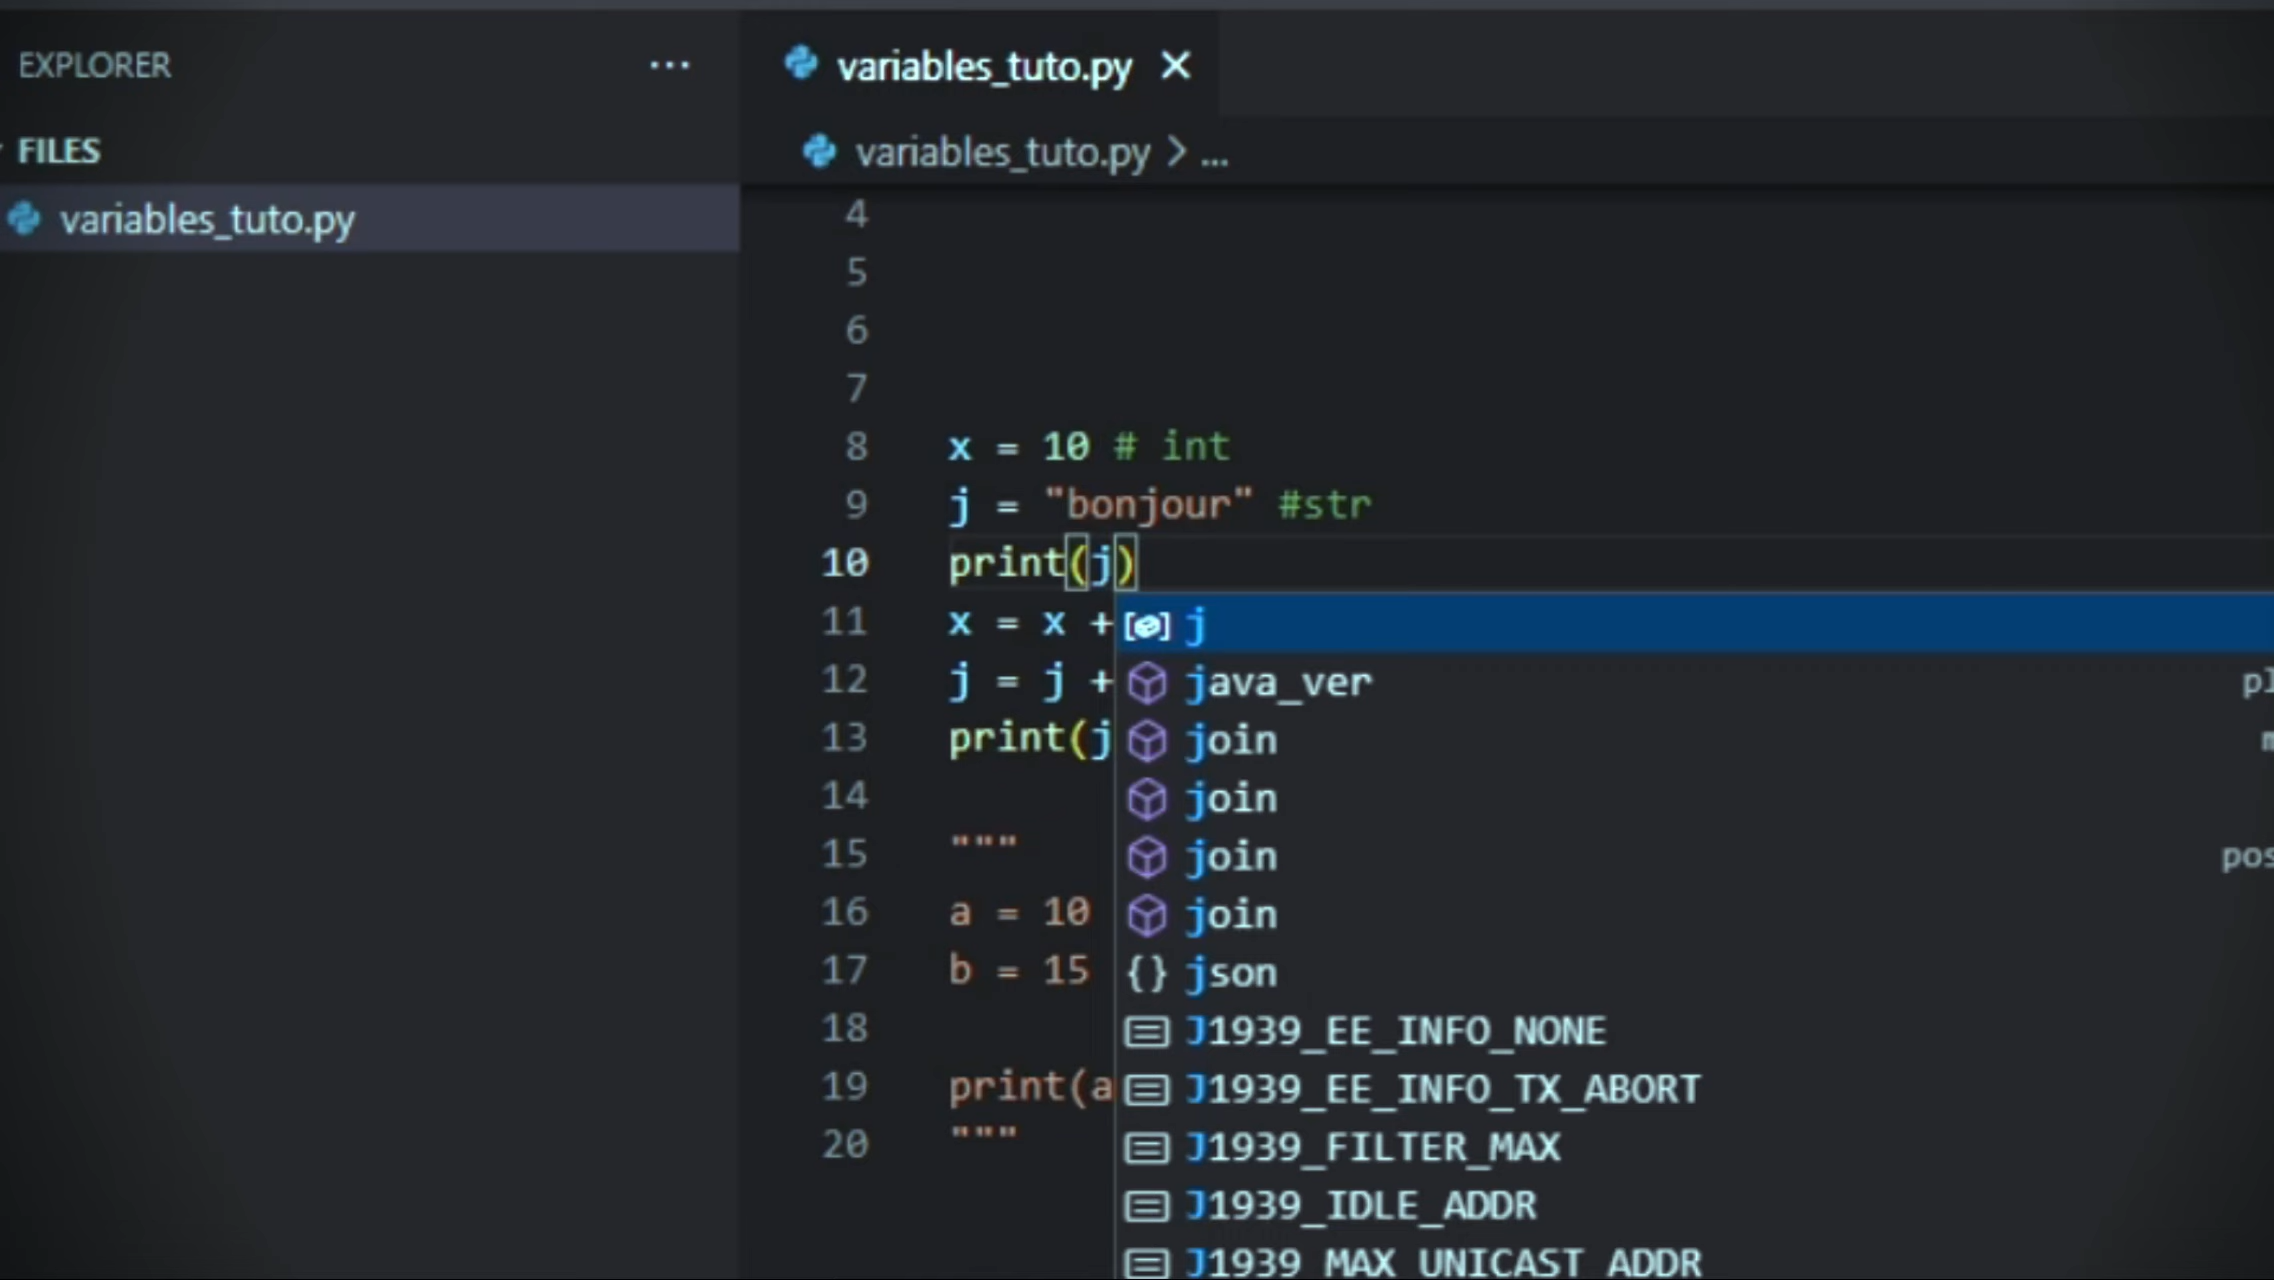 EXPLORER ...
FILES
variables_tuto.py
variables_tuto.py ×
variables_tuto.py > ...
4
5
6
7
8 x = 10 # int
9 j = "bonjour" #str
10 print(j)
11 x = x +
12 j = j +
13 print(j
14
15 """
16 a = 10
17 b = 15
18
19 print(a
20 """
j
java_ver pl
join m
join
join pos
join
{} json
J1939_EE_INFO_NONE
J1939_EE_INFO_TX_ABORT
J1939_FILTER_MAX
J1939_IDLE_ADDR
J1939_MAX_UNICAST_ADDR